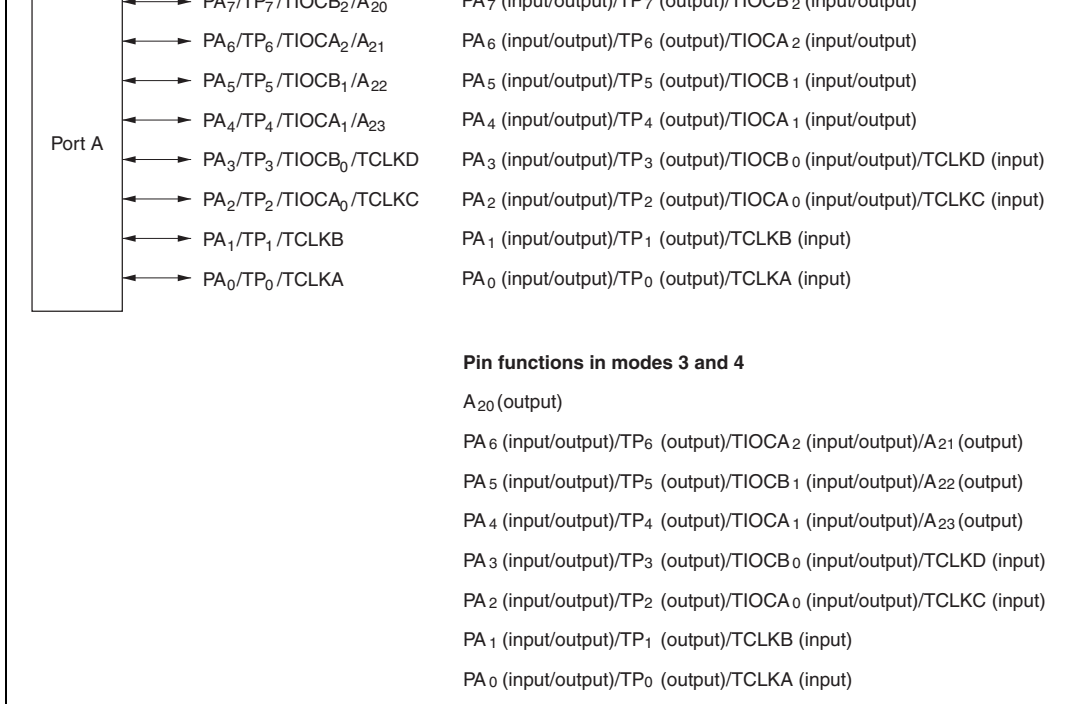 PA7/TP7/TIOCB2/A20 PA7 (input/output)/TP7 (output)/TIOCB2 (input/output)
PA6/TP6/TIOCA2/A21 PA6 (input/output)/TP6 (output)/TIOCA2 (input/output)
PA5/TP5/TIOCB1/A22 PA5 (input/output)/TP5 (output)/TIOCB1 (input/output)
PA4/TP4/TIOCA1/A23 PA4 (input/output)/TP4 (output)/TIOCA1 (input/output)
Port A
PA3/TP3/TIOCB0/TCLKD PA3 (input/output)/TP3 (output)/TIOCB0 (input/output)/TCLKD (input)
PA2/TP2/TIOCA0/TCLKC PA2 (input/output)/TP2 (output)/TIOCA0 (input/output)/TCLKC (input)
PA1/TP1/TCLKB PA1 (input/output)/TP1 (output)/TCLKB (input)
PA0/TP0/TCLKA PA0 (input/output)/TP0 (output)/TCLKA (input)
Pin functions in modes 3 and 4
A20 (output)
PA6 (input/output)/TP6 (output)/TIOCA2 (input/output)/A21 (output)
PA5 (input/output)/TP5 (output)/TIOCB1 (input/output)/A22 (output)
PA4 (input/output)/TP4 (output)/TIOCA1 (input/output)/A23 (output)
PA3 (input/output)/TP3 (output)/TIOCB0 (input/output)/TCLKD (input)
PA2 (input/output)/TP2 (output)/TIOCA0 (input/output)/TCLKC (input)
PA1 (input/output)/TP1 (output)/TCLKB (input)
PA0 (input/output)/TP0 (output)/TCLKA (input)